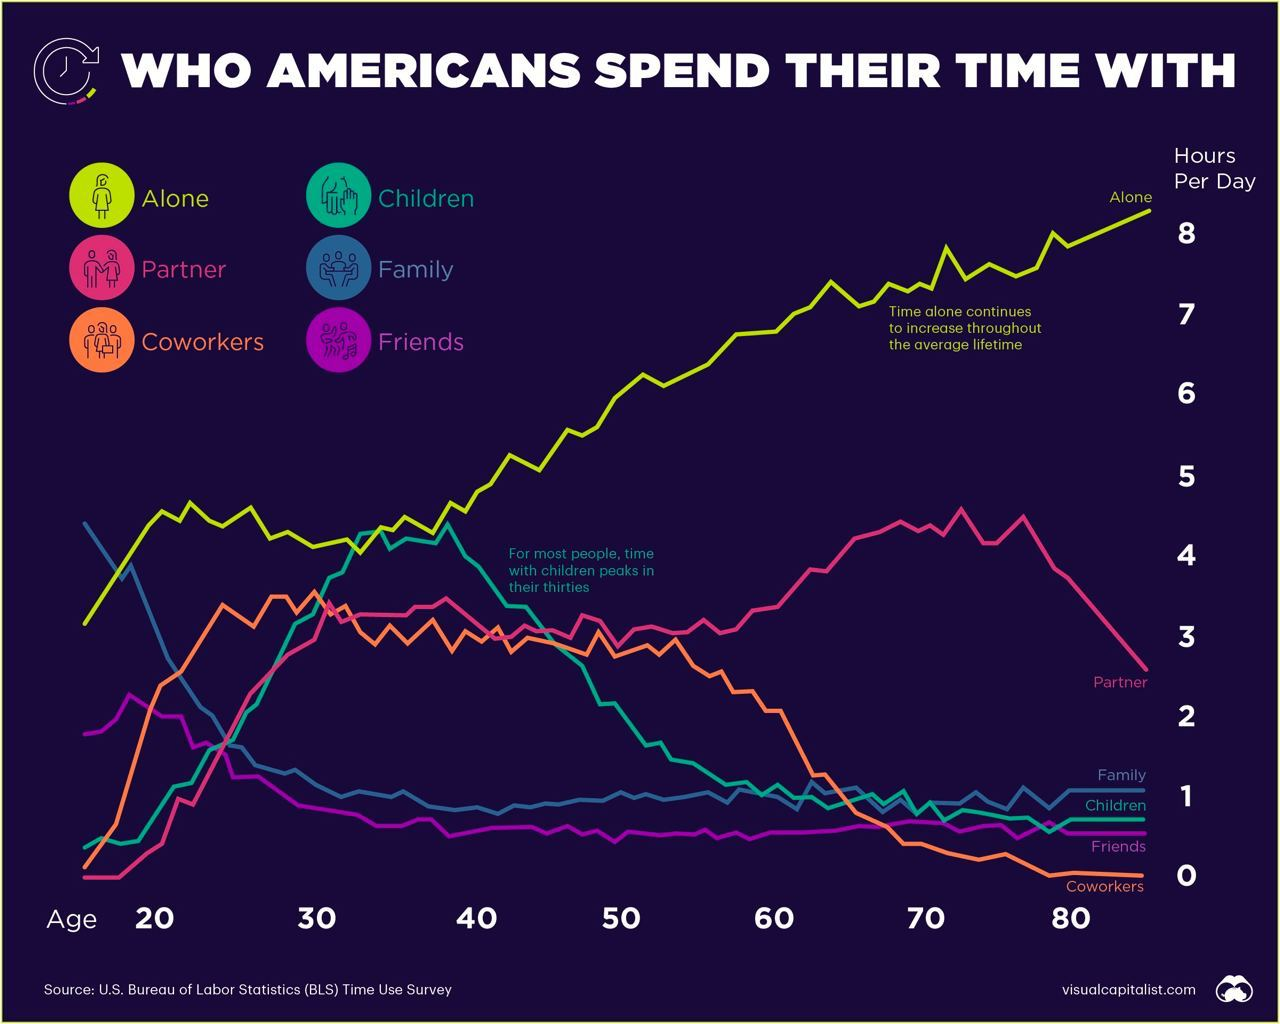 WHO AMERICANS SPEND THEIR TIME WITH
Alone
Children
Partner
Family
Coworkers
Friends
Hours
Per Day
Alone
8
7
Time alone continues
to increase throughout
the average lifetime
6
5
4
For most people, time
with children peaks in
their thirties
3
Partner
2
Family
1
Children
Friends
0
Coworkers
Age 20 30 40 50 60 70 80
Source: U.S. Bureau of Labor Statistics (BLS) Time Use Survey
visualcapitalist.com